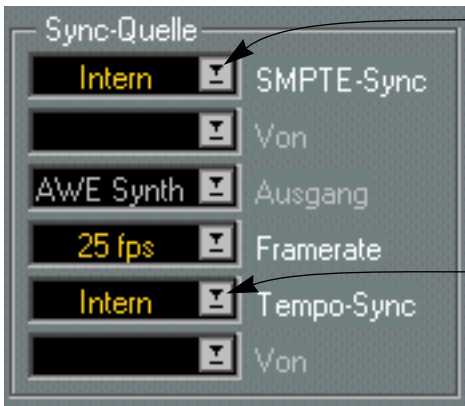 Sync-Quelle
Intern SMPTE-Sync
Von
AWE Synth Ausgang
25 fps Framerate
Intern Tempo-Sync
Von